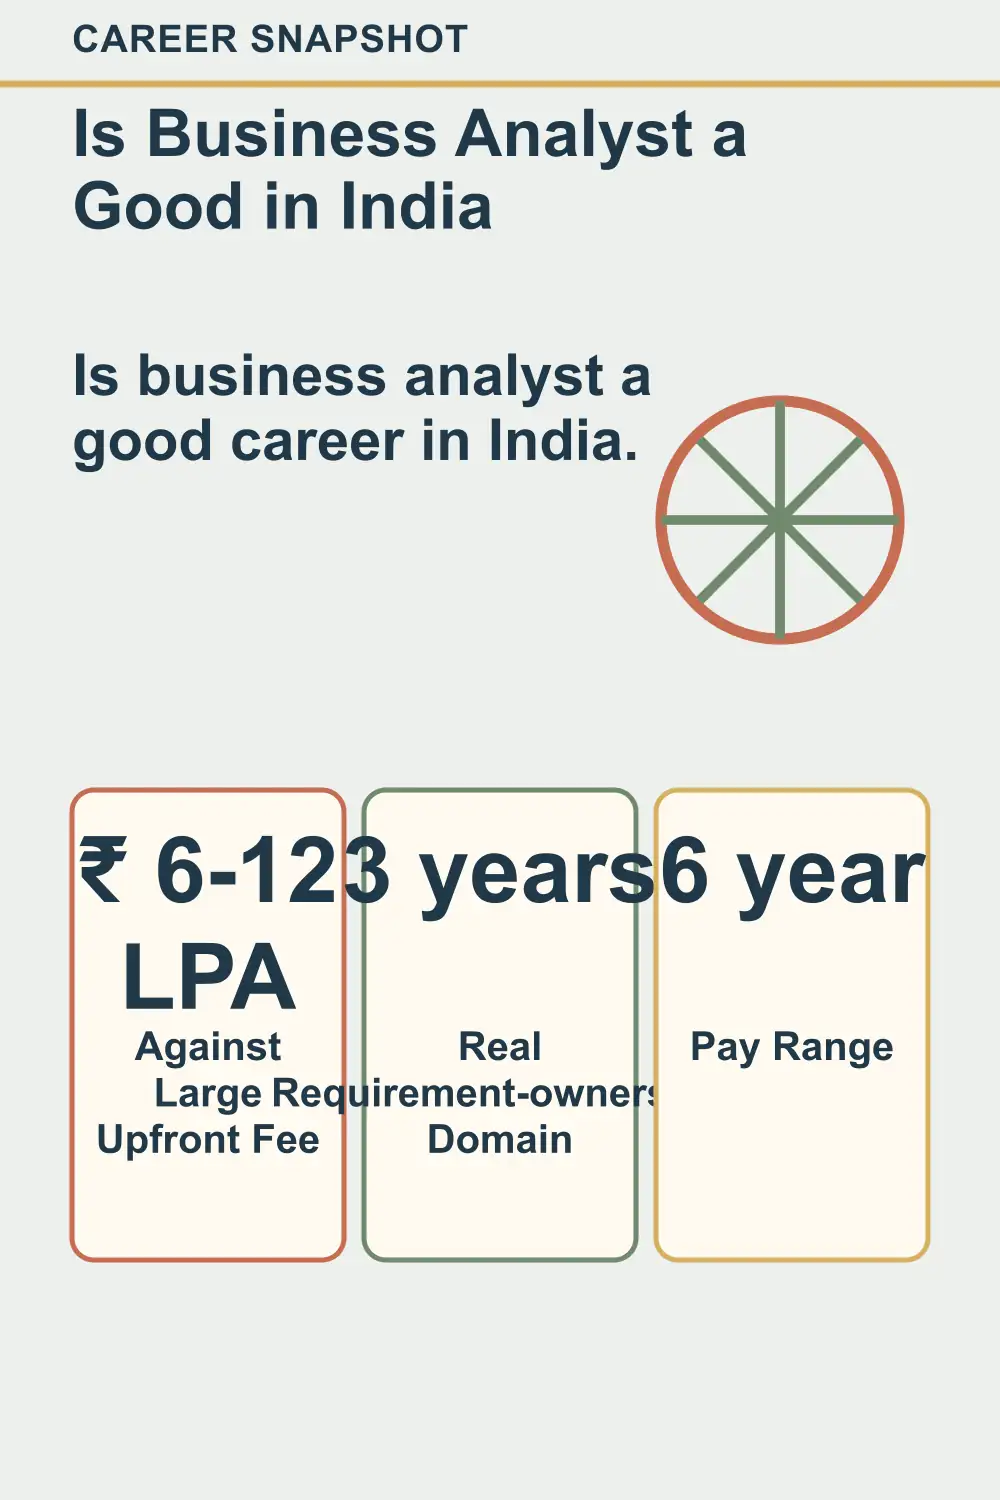 CAREER SNAPSHOT
Is Business Analyst a
Good in India
Is business analyst a
good career in India.
₹ 6-12
LPA
Against
Large
Upfront Fee
3 years
Real
Requirement-owners
Domain
6 year
Pay Range